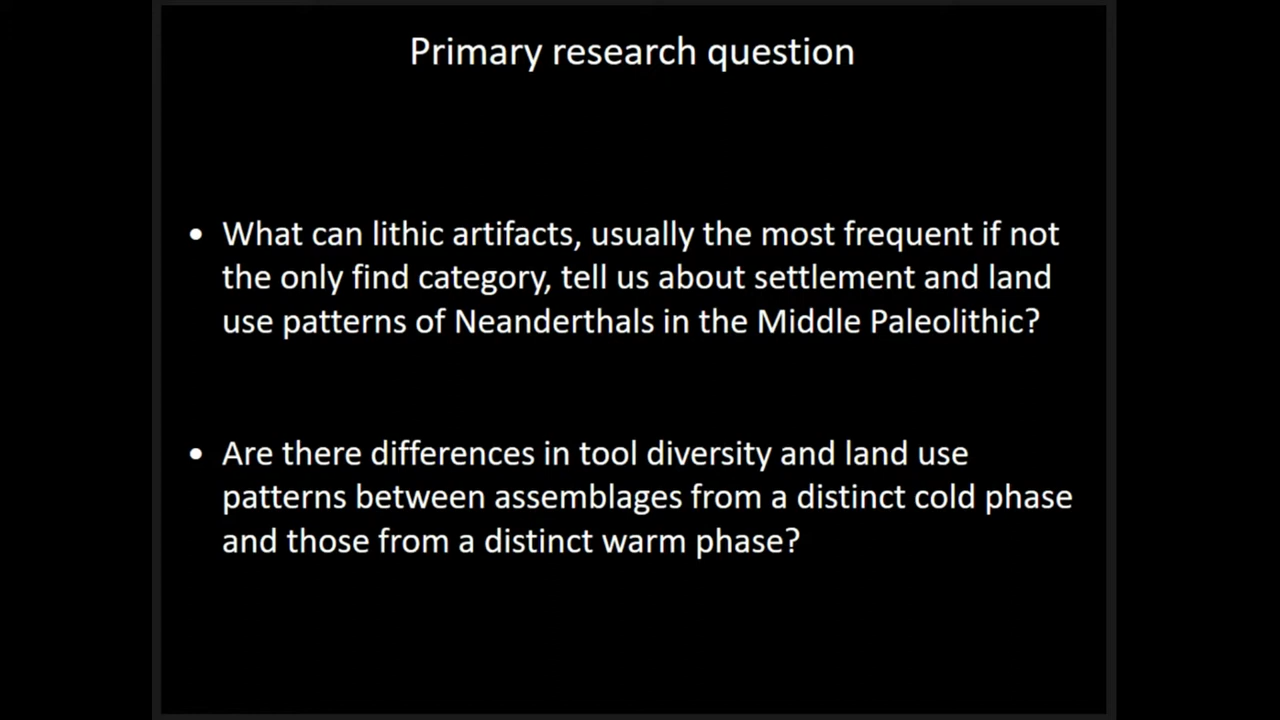 Primary research question
• What can lithic artifacts, usually the most frequent if not
the only find category, tell us about settlement and land
use patterns of Neanderthals in the Middle Paleolithic?
• Are there differences in tool diversity and land use
patterns between assemblages from a distinct cold phase
and those from a distinct warm phase?